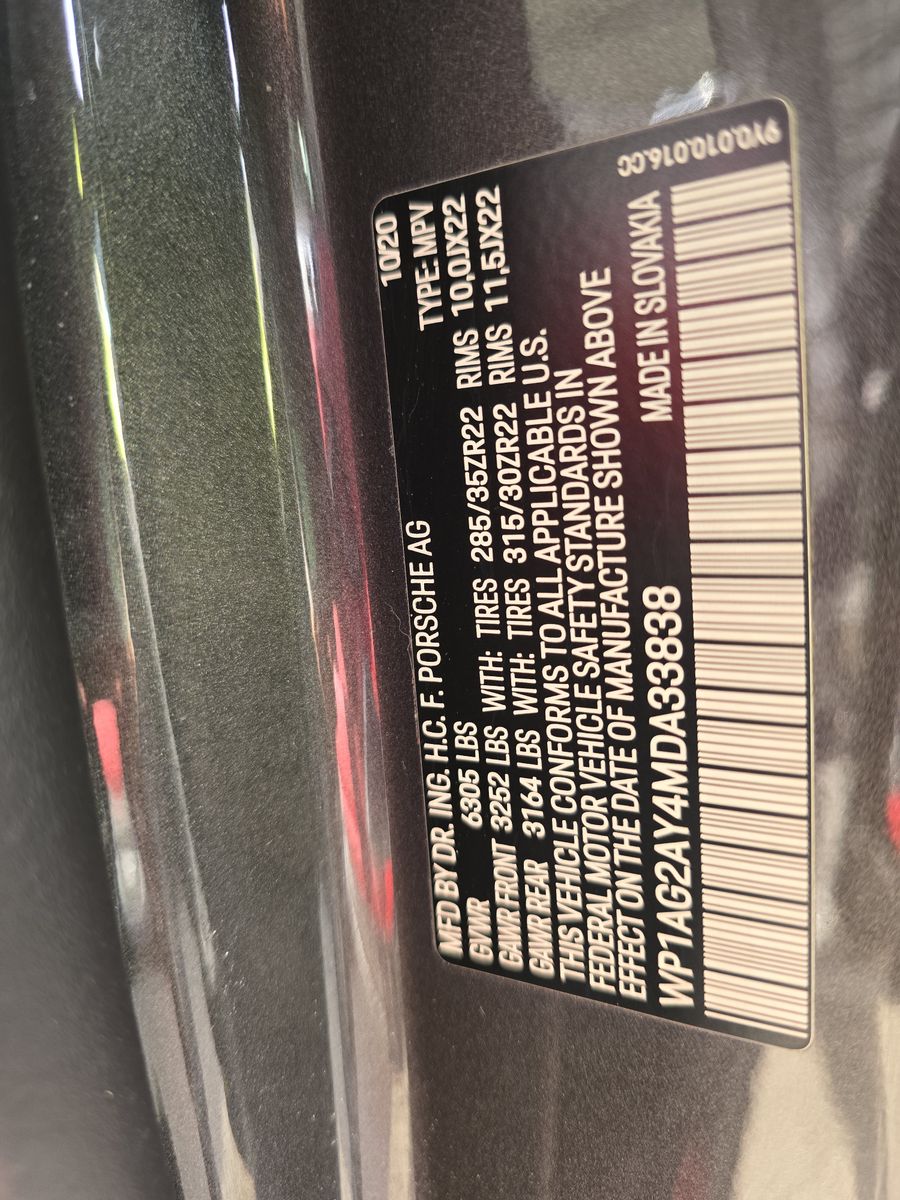 MFD BY DR. ING. H.C. F. PORSCHE AG 10/20
GVWR 6305 LBS TYPE: MPV
GAWR FRONT 3252 LBS WITH: TIRES 285/35ZR22 RIMS 10,0JX22
GAWR REAR 3164 LBS WITH: TIRES 315/30ZR22 RIMS 11,5JX22
THIS VEHICLE CONFORMS TO ALL APPLICABLE U.S.
FEDERAL MOTOR VEHICLE SAFETY STANDARDS IN
EFFECT ON THE DATE OF MANUFACTURE SHOWN ABOVE
WP1AG2AY4MDA33838 MADE IN SLOVAKIA
9Y0.010.016.CC